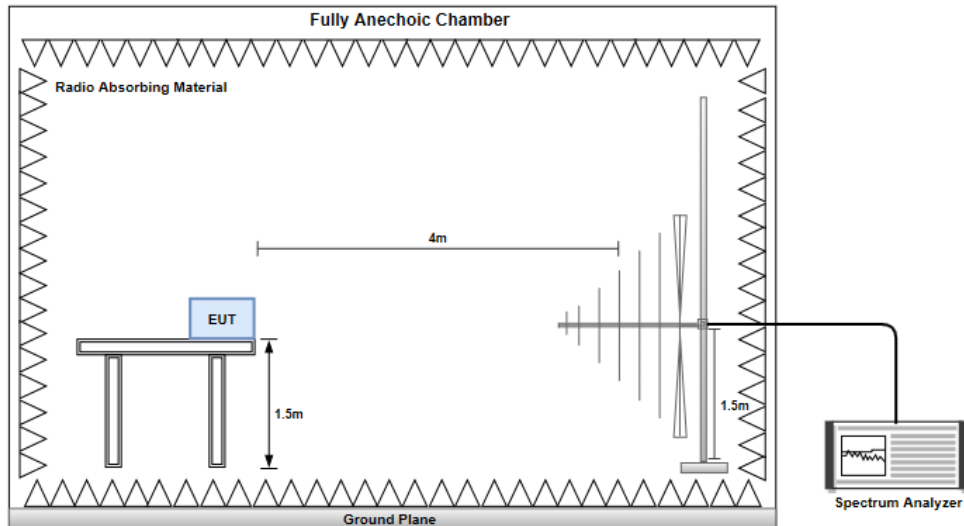 Fully Anechoic Chamber
Radio Absorbing Material
4m
EUT
1.5m
1.5m
Spectrum Analyzer
Ground Plane